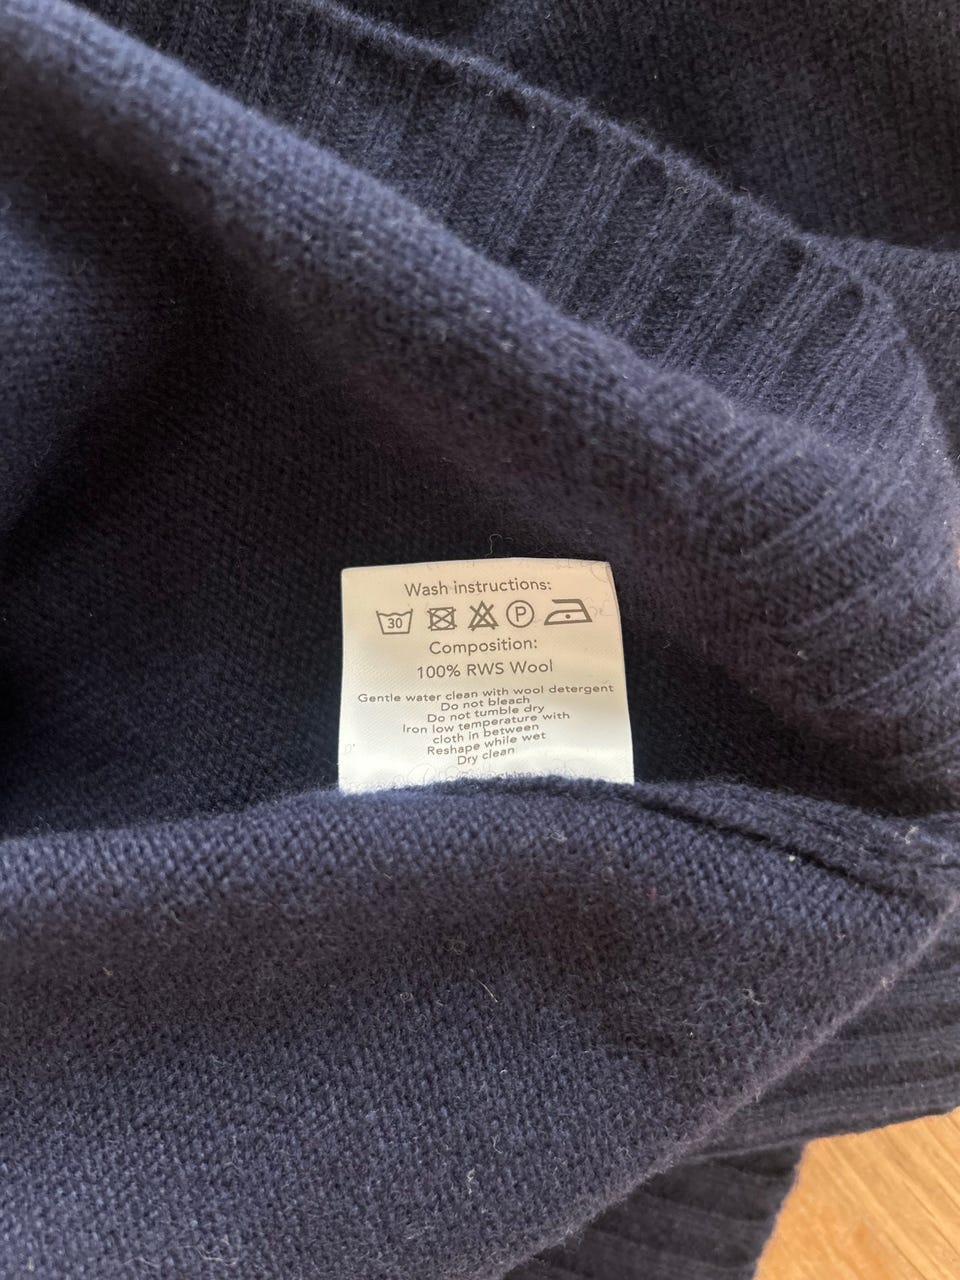 Wash instructions:
30 P
Composition:
100% RWS Wool
Gentle water clean with wool detergent
Do not bleach
Do not tumble dry
Iron low temperature with
cloth in between
Reshape while wet
Dry clean
China